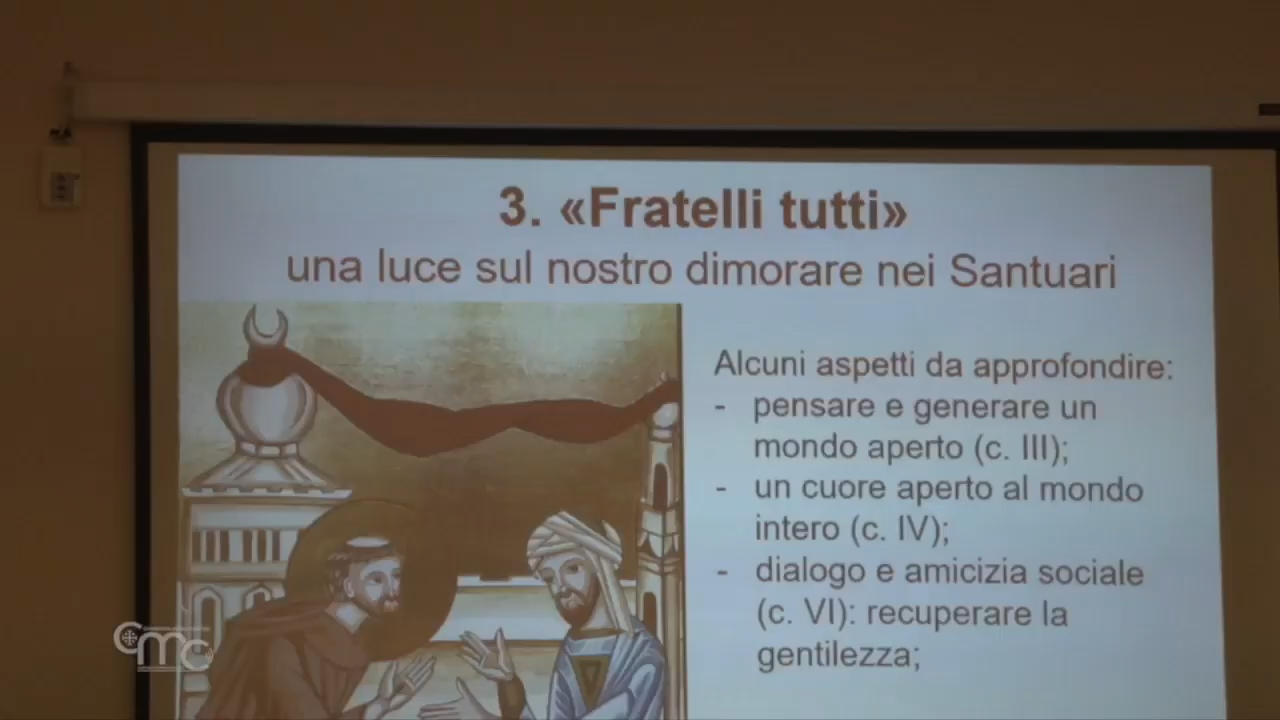 3. «Fratelli tutti»
una luce sul nostro dimorare nei Santuari
Alcuni aspetti da approfondire:
- pensare e generare un
mondo aperto (c. III);
- un cuore aperto al mondo
intero (c. IV);
- dialogo e amicizia sociale
(c. VI): recuperare la
gentilezza;
CMC